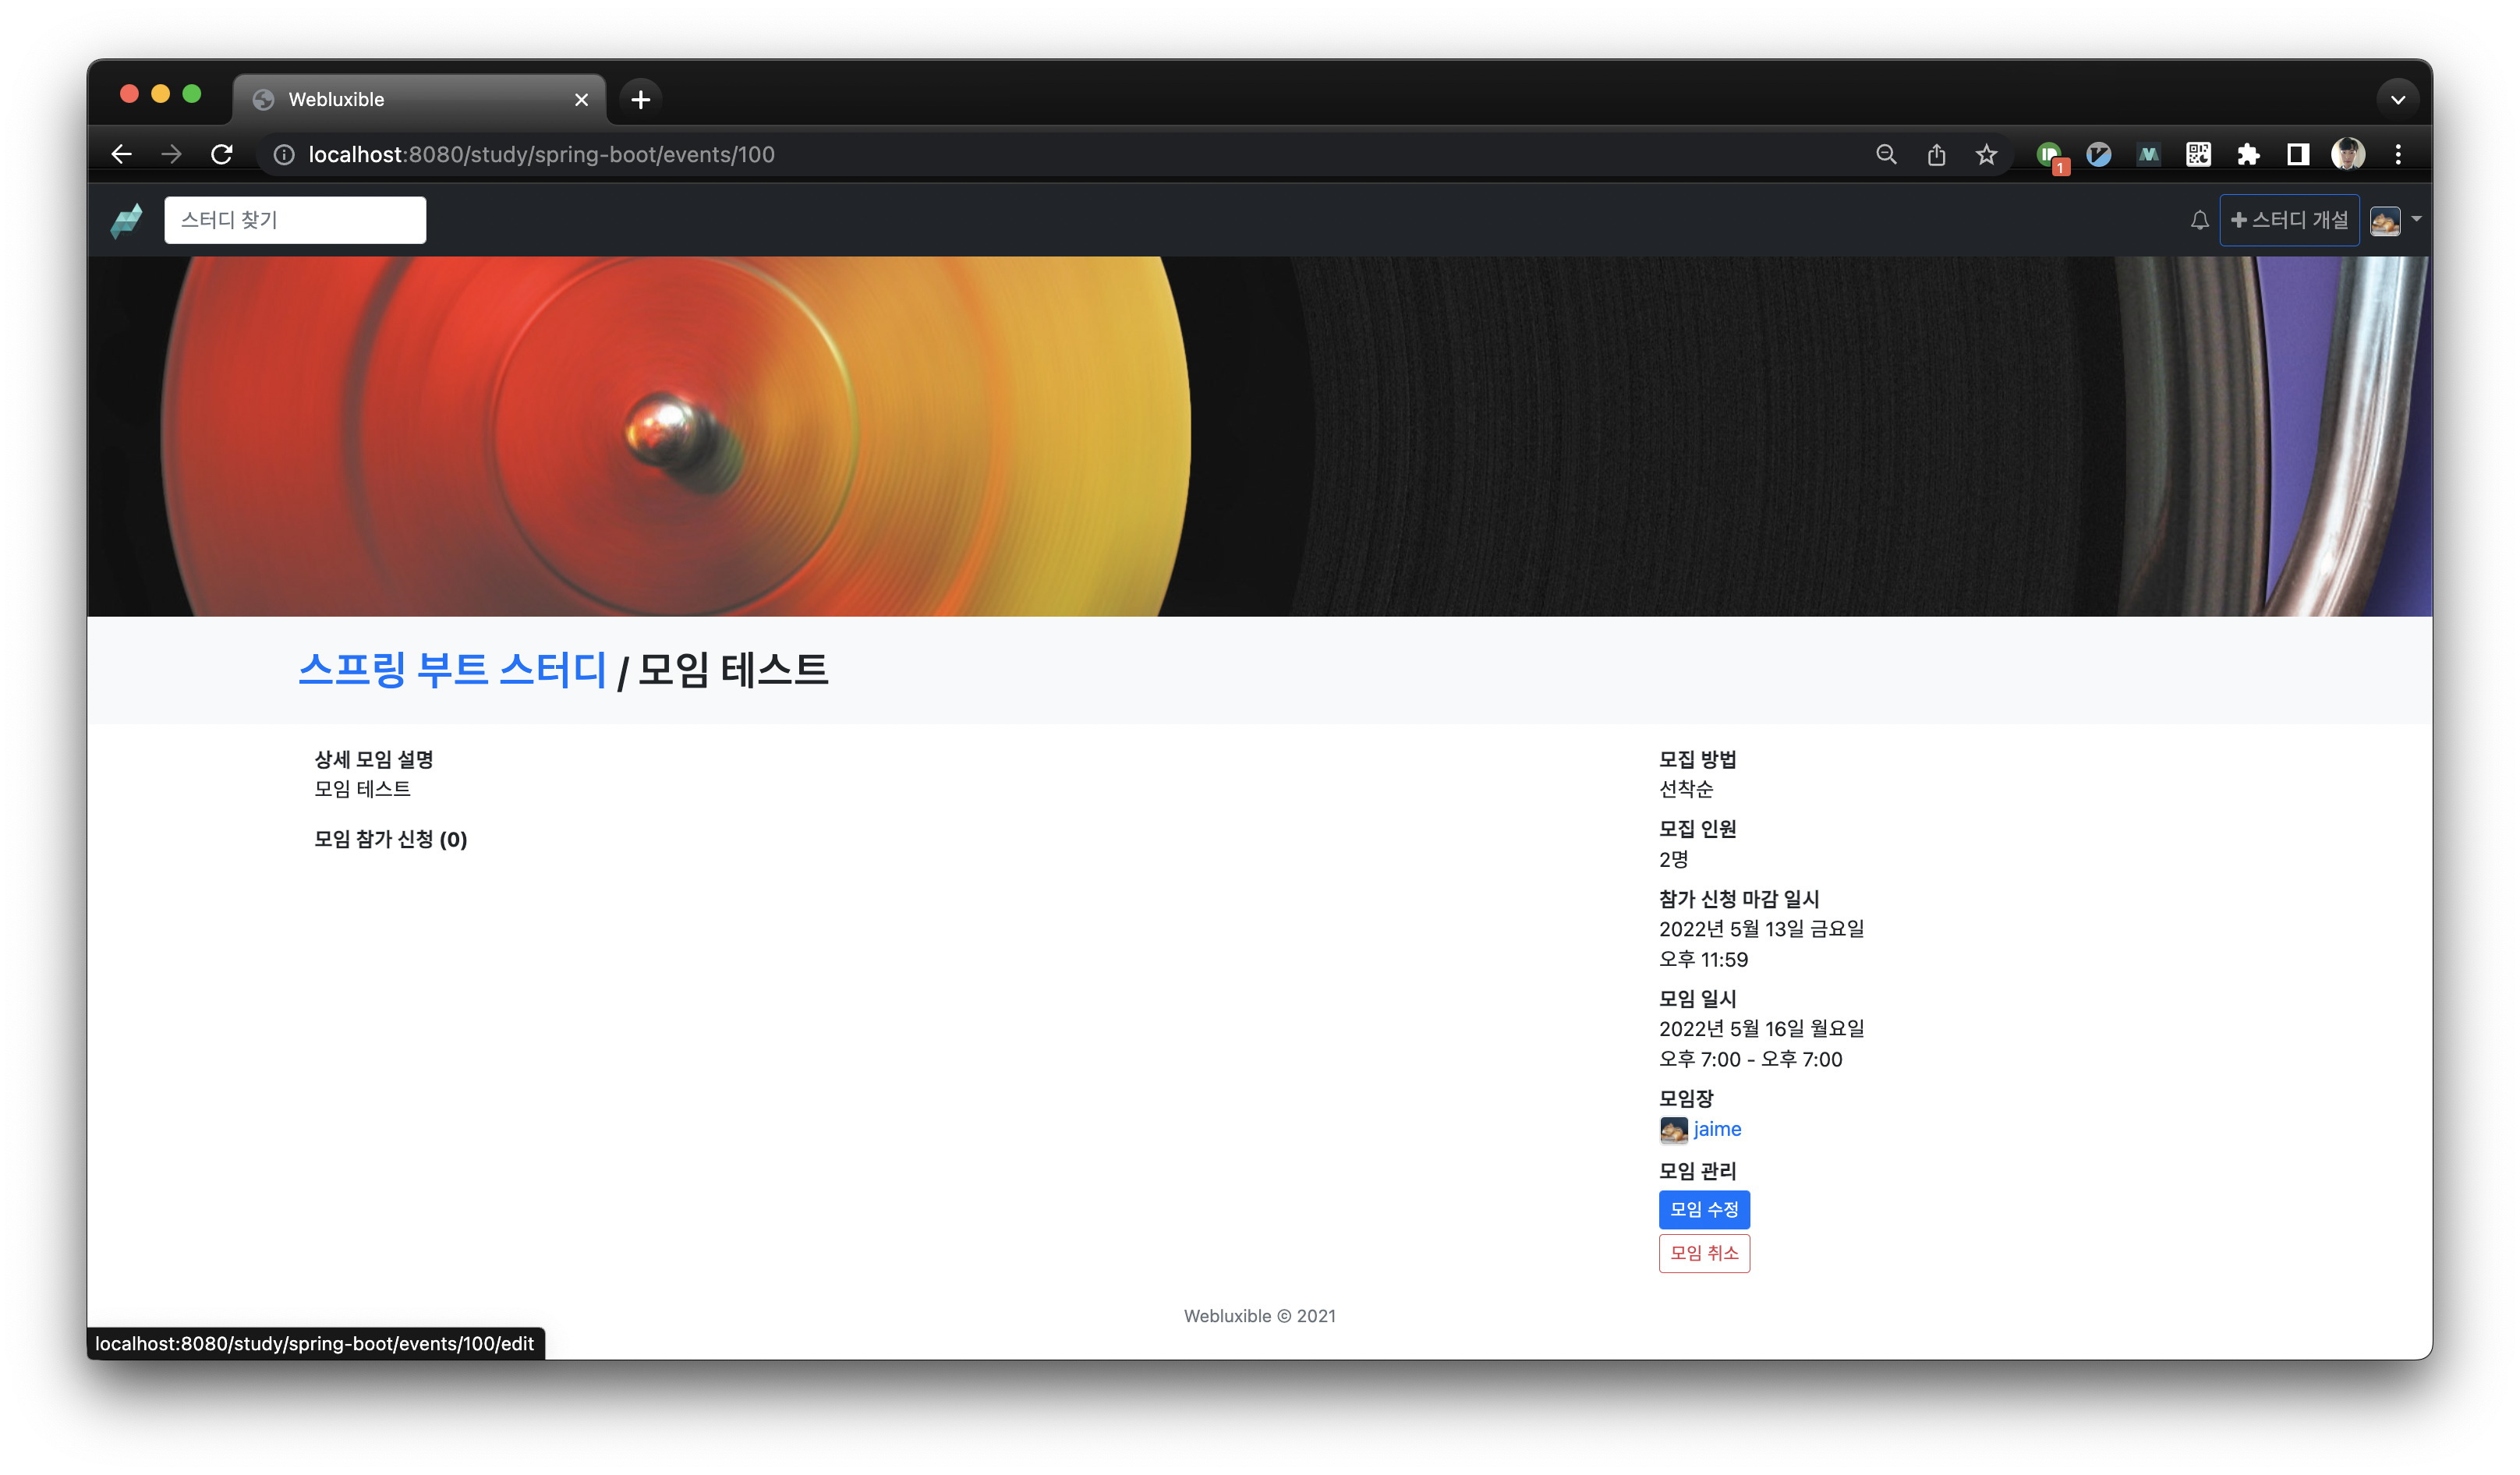 Webluxible
localhost:8080/study/spring-boot/events/100
1
스터디 찾기
스터디 개설
스프링 부트 스터디 / 모임 테스트
상세 모임 설명
모임 테스트
모임 참가 신청 (0)
모집 방법
선착순
모집 인원
2명
참가 신청 마감 일시
2022년 5월 13일 금요일
오후 11:59
모임 일시
2022년 5월 16일 월요일
오후 7:00 - 오후 7:00
모임장
jaime
모임 관리
모임 수정
모임 취소
Webluxible © 2021
localhost:8080/study/spring-boot/events/100/edit